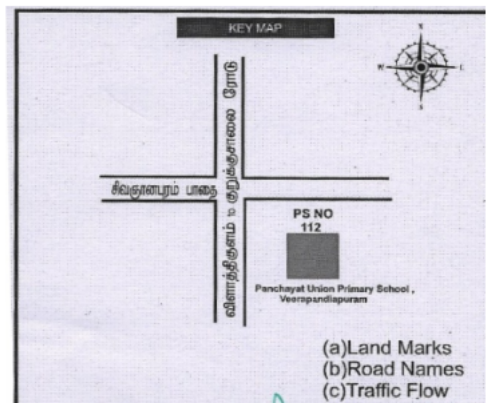 KEY MAP
N
W
E
S
விளாத்திகுளம் to குறுக்குசாலை ரோடு
சிவஞானபுரம் பாதை
PS NO
112
Panchayat Union Primary School ,
Veerapandiapuram
(a)Land Marks
(b)Road Names
(c)Traffic Flow